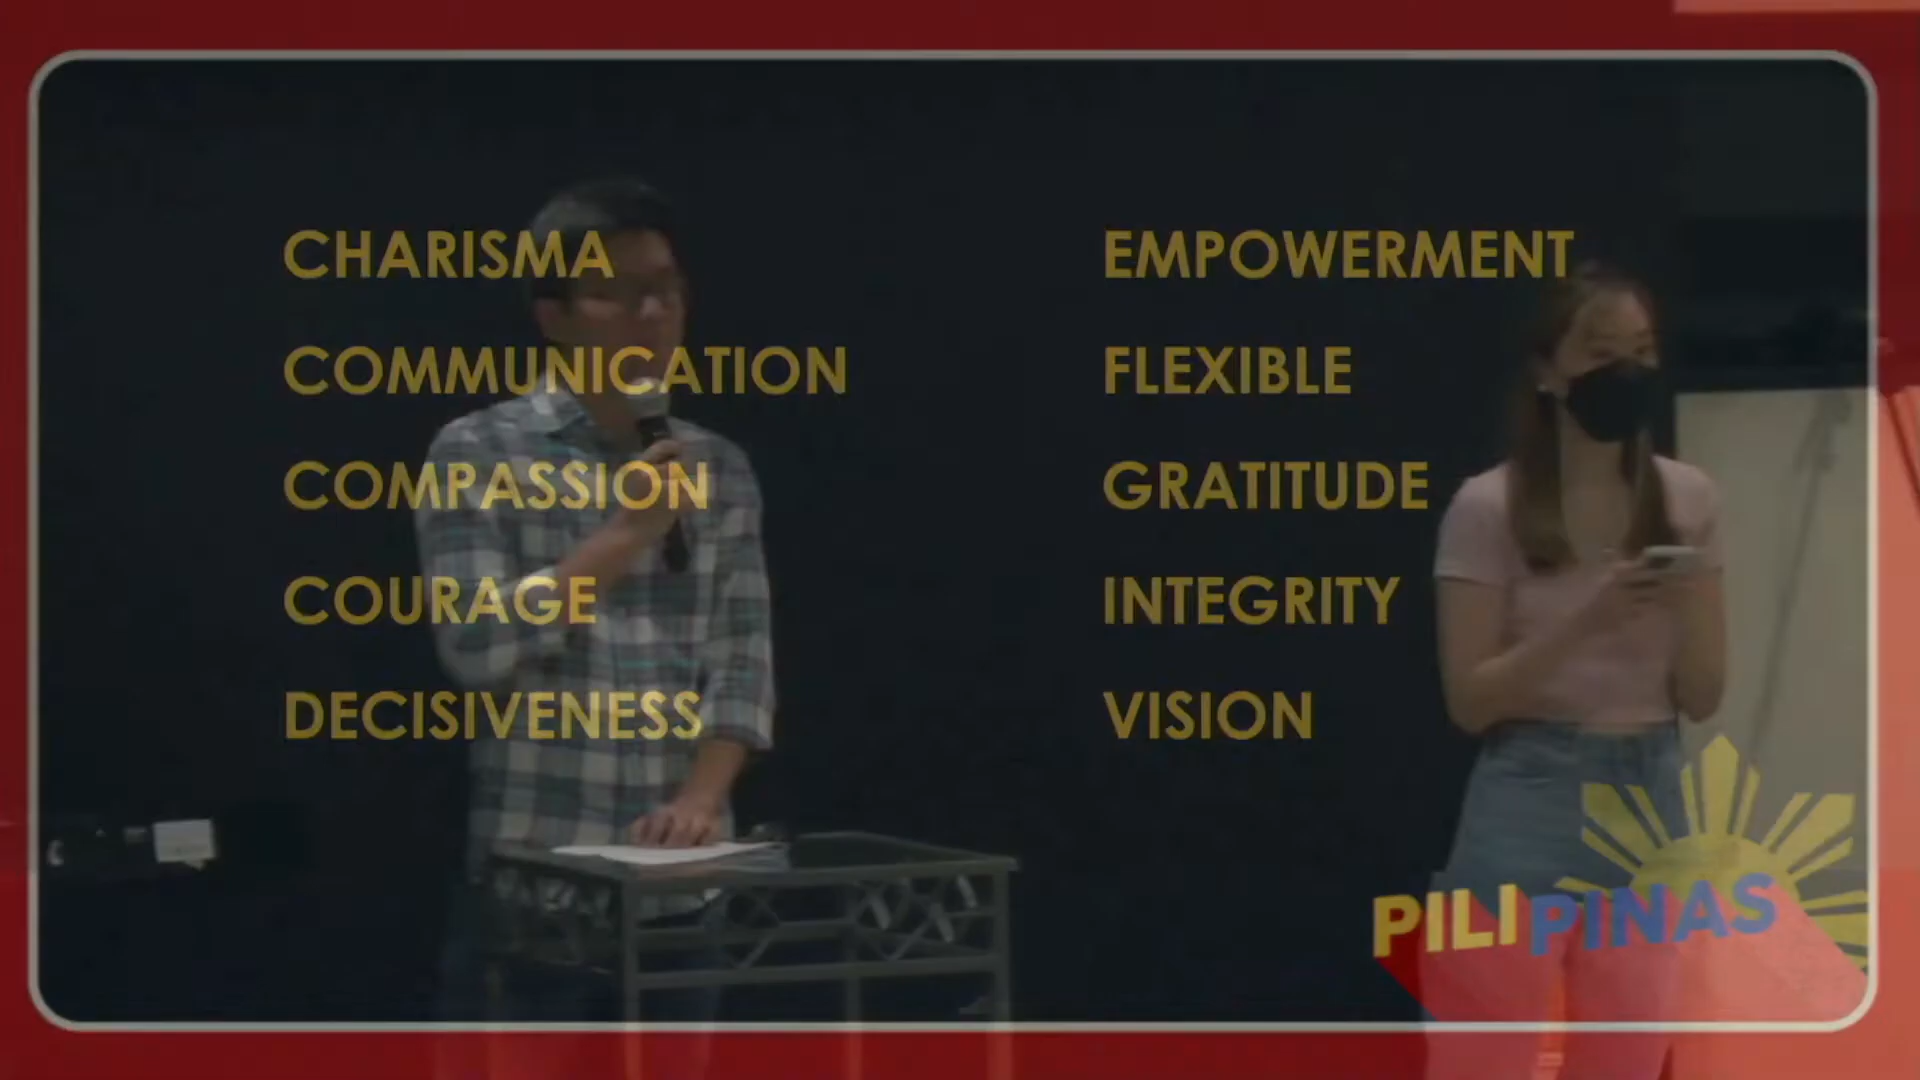 CHARISMA
COMMUNICATION
COMPASSION
COURAGE
DECISIVENESS
EMPOWERMENT
FLEXIBLE
GRATITUDE
INTEGRITY
VISION
PILIPINAS